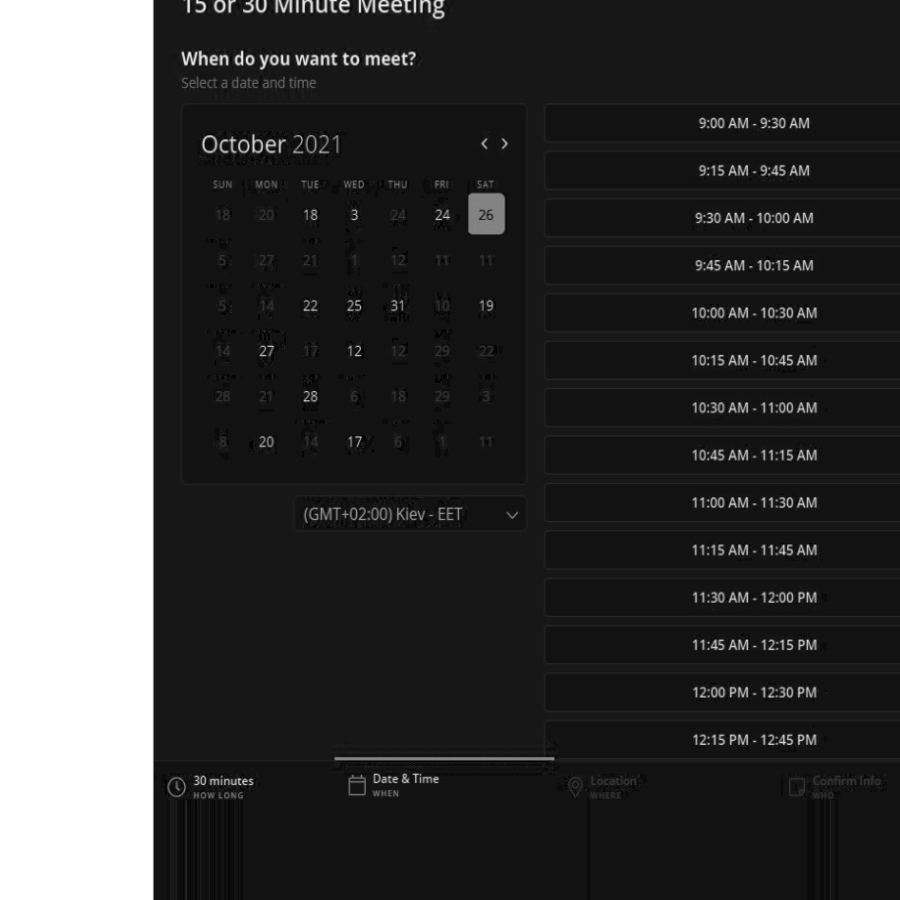 15 or 30 Minute Meeting
When do you want to meet?
Select a date and time
October 2021
SUN MON TUE WED THU FRI SAT
18 20 18 3 24 24 26
5 27 21 1 12 11 11
5 14 22 25 31 10 19
14 27 17 12 12 29 22
28 21 28 6 18 29 3
8 20 14 17 6 1 11
(GMT+02:00) Kiev - EET
9:00 AM - 9:30 AM
9:15 AM - 9:45 AM
9:30 AM - 10:00 AM
9:45 AM - 10:15 AM
10:00 AM - 10:30 AM
10:15 AM - 10:45 AM
10:30 AM - 11:00 AM
10:45 AM - 11:15 AM
11:00 AM - 11:30 AM
11:15 AM - 11:45 AM
11:30 AM - 12:00 PM
11:45 AM - 12:15 PM
12:00 PM - 12:30 PM
12:15 PM - 12:45 PM
30 minutes
HOW LONG
Date & Time
WHEN
Location
WHERE
Confirm Info
WHO